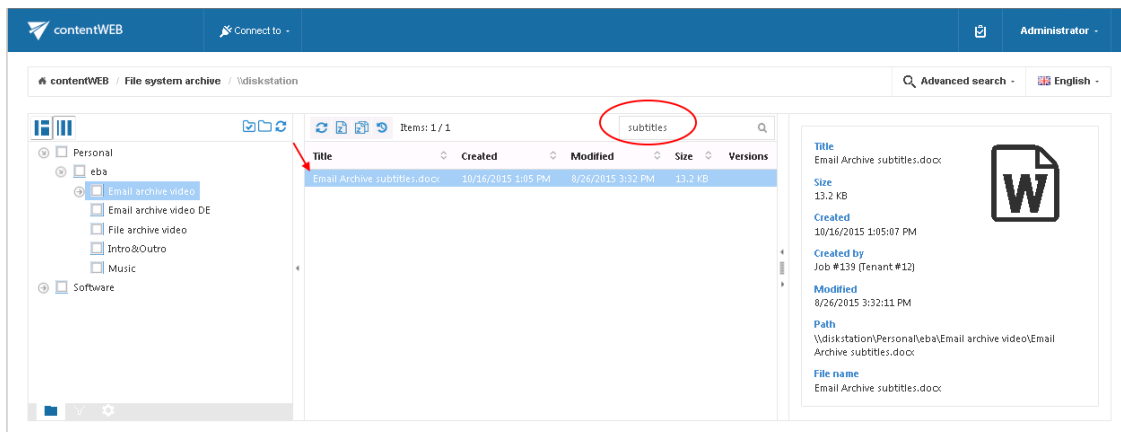 contentWEB
Connect to
Administrator
contentWEB / File system archive / \\diskstation
Advanced search
English
Items: 1 / 1
subtitles
Personal
eba
Email archive video
Email archive video DE
File archive video
Intro&Outro
Music
Software
Title Created Modified Size Versions
Email Archive subtitles.docx 10/16/2015 1:05 PM 8/26/2015 3:32 PM 13.2 KB
Title
Email Archive subtitles.docx
Size
13.2 KB
Created
10/16/2015 1:05:07 PM
Created by
Job #139 (Tenant #12)
Modified
8/26/2015 3:32:11 PM
Path
\\diskstation\Personal\eba\Email archive video\Email
Archive subtitles.docx
File name
Email Archive subtitles.docx
W